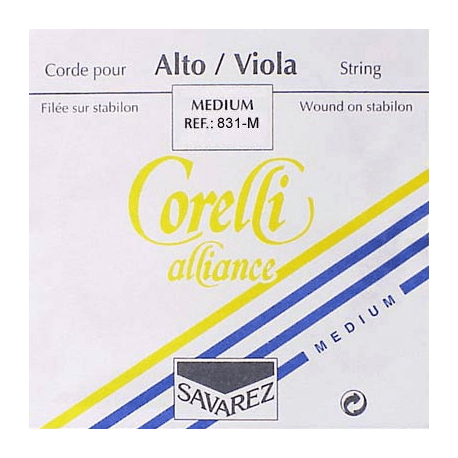 Corde pour Alto / Viola String
Filée sur stabilon MEDIUM Wound on stabilon
REF.: 831-M
Corelli
alliance
MEDIUM
SAVAREZ